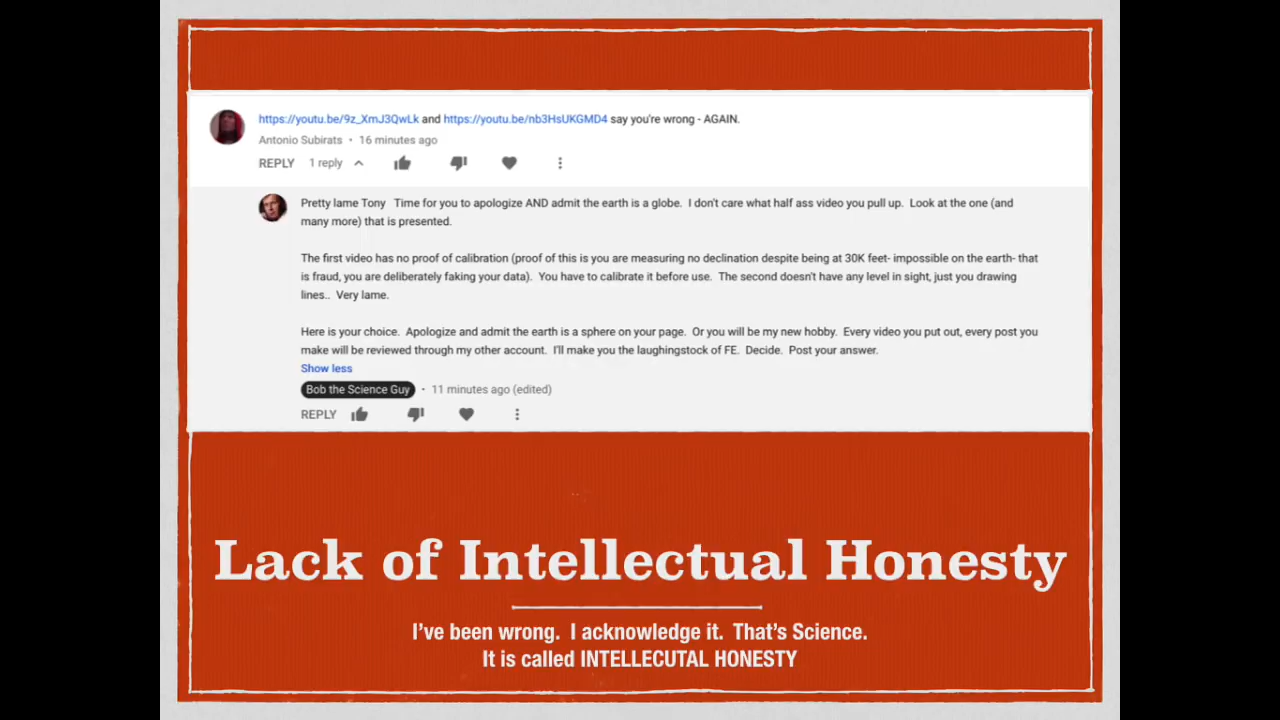 https://youtu.be/9z_XmJ3QwLk and https://youtu.be/nb3HsUKGMD4 say you're wrong - AGAIN.
Antonio Subirats • 16 minutes ago
REPLY 1 reply
Pretty lame Tony Time for you to apologize AND admit the earth is a globe. I don't care what half ass video you pull up. Look at the one (and
many more) that is presented.
The first video has no proof of calibration (proof of this is you are measuring no declination despite being at 30K feet- impossible on the earth- that
is fraud, you are deliberately faking your data). You have to calibrate it before use. The second doesn't have any level in sight, just you drawing
lines.. Very lame.
Here is your choice. Apologize and admit the earth is a sphere on your page. Or you will be my new hobby. Every video you put out, every post you
make will be reviewed through my other account. I'll make you the laughingstock of FE. Decide. Post your answer.
Show less
Bob the Science Guy • 11 minutes ago (edited)
REPLY
Lack of Intellectual Honesty
I've been wrong. I acknowledge it. That's Science.
It is called INTELLECUTAL HONESTY